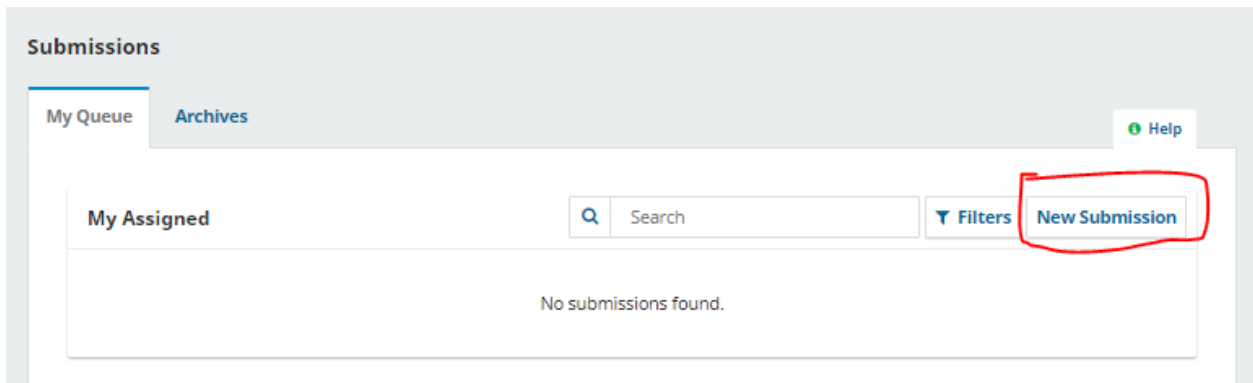 Submissions
My Queue Archives
Help
My Assigned Search Filters New Submission
No submissions found.